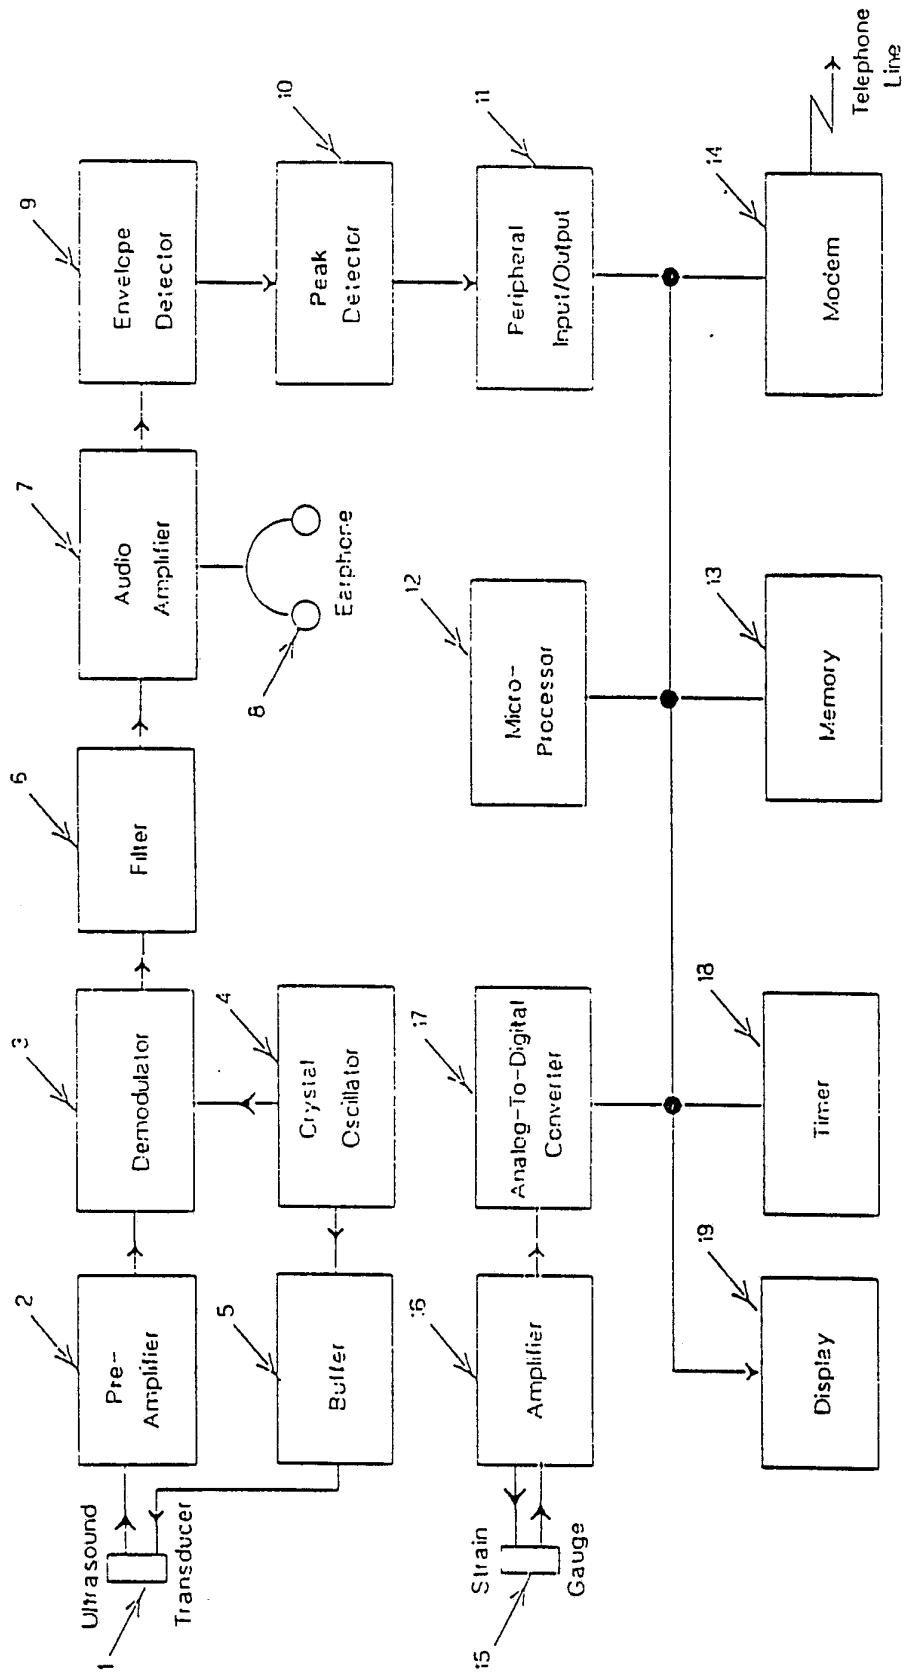 1
Ultrasound
Transducer
2
Pre-
Amplifier
3
Demodulator
6
Filter
7
Audio
Amplifier
9
Envelope
Detector
5
Buffer
4
Crystal
Oscillator
8
Earphone
10
Peak
Detector
15
Strain
Gauge
16
Amplifier
17
Analog-To-Digital
Converter
12
Micro-
Processor
11
Peripheral
Input/Output
19
Display
18
Timer
13
Memory
14
Modem
Telephone
Line